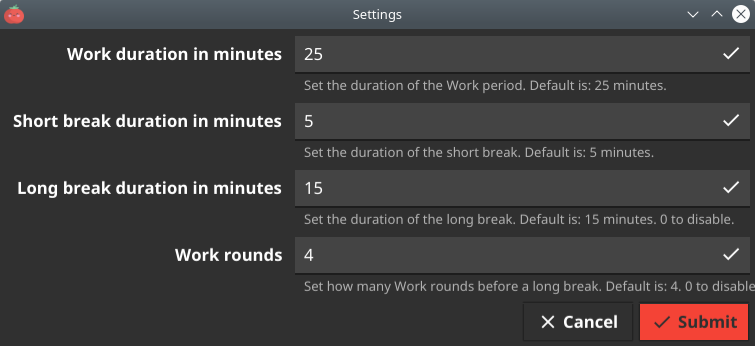 Settings
Work duration in minutes 25
Set the duration of the Work period. Default is: 25 minutes.
Short break duration in minutes 5
Set the duration of the short break. Default is: 5 minutes.
Long break duration in minutes 15
Set the duration of the long break. Default is: 15 minutes. 0 to disable.
Work rounds 4
Set how many Work rounds before a long break. Default is: 4. 0 to disable
Cancel Submit